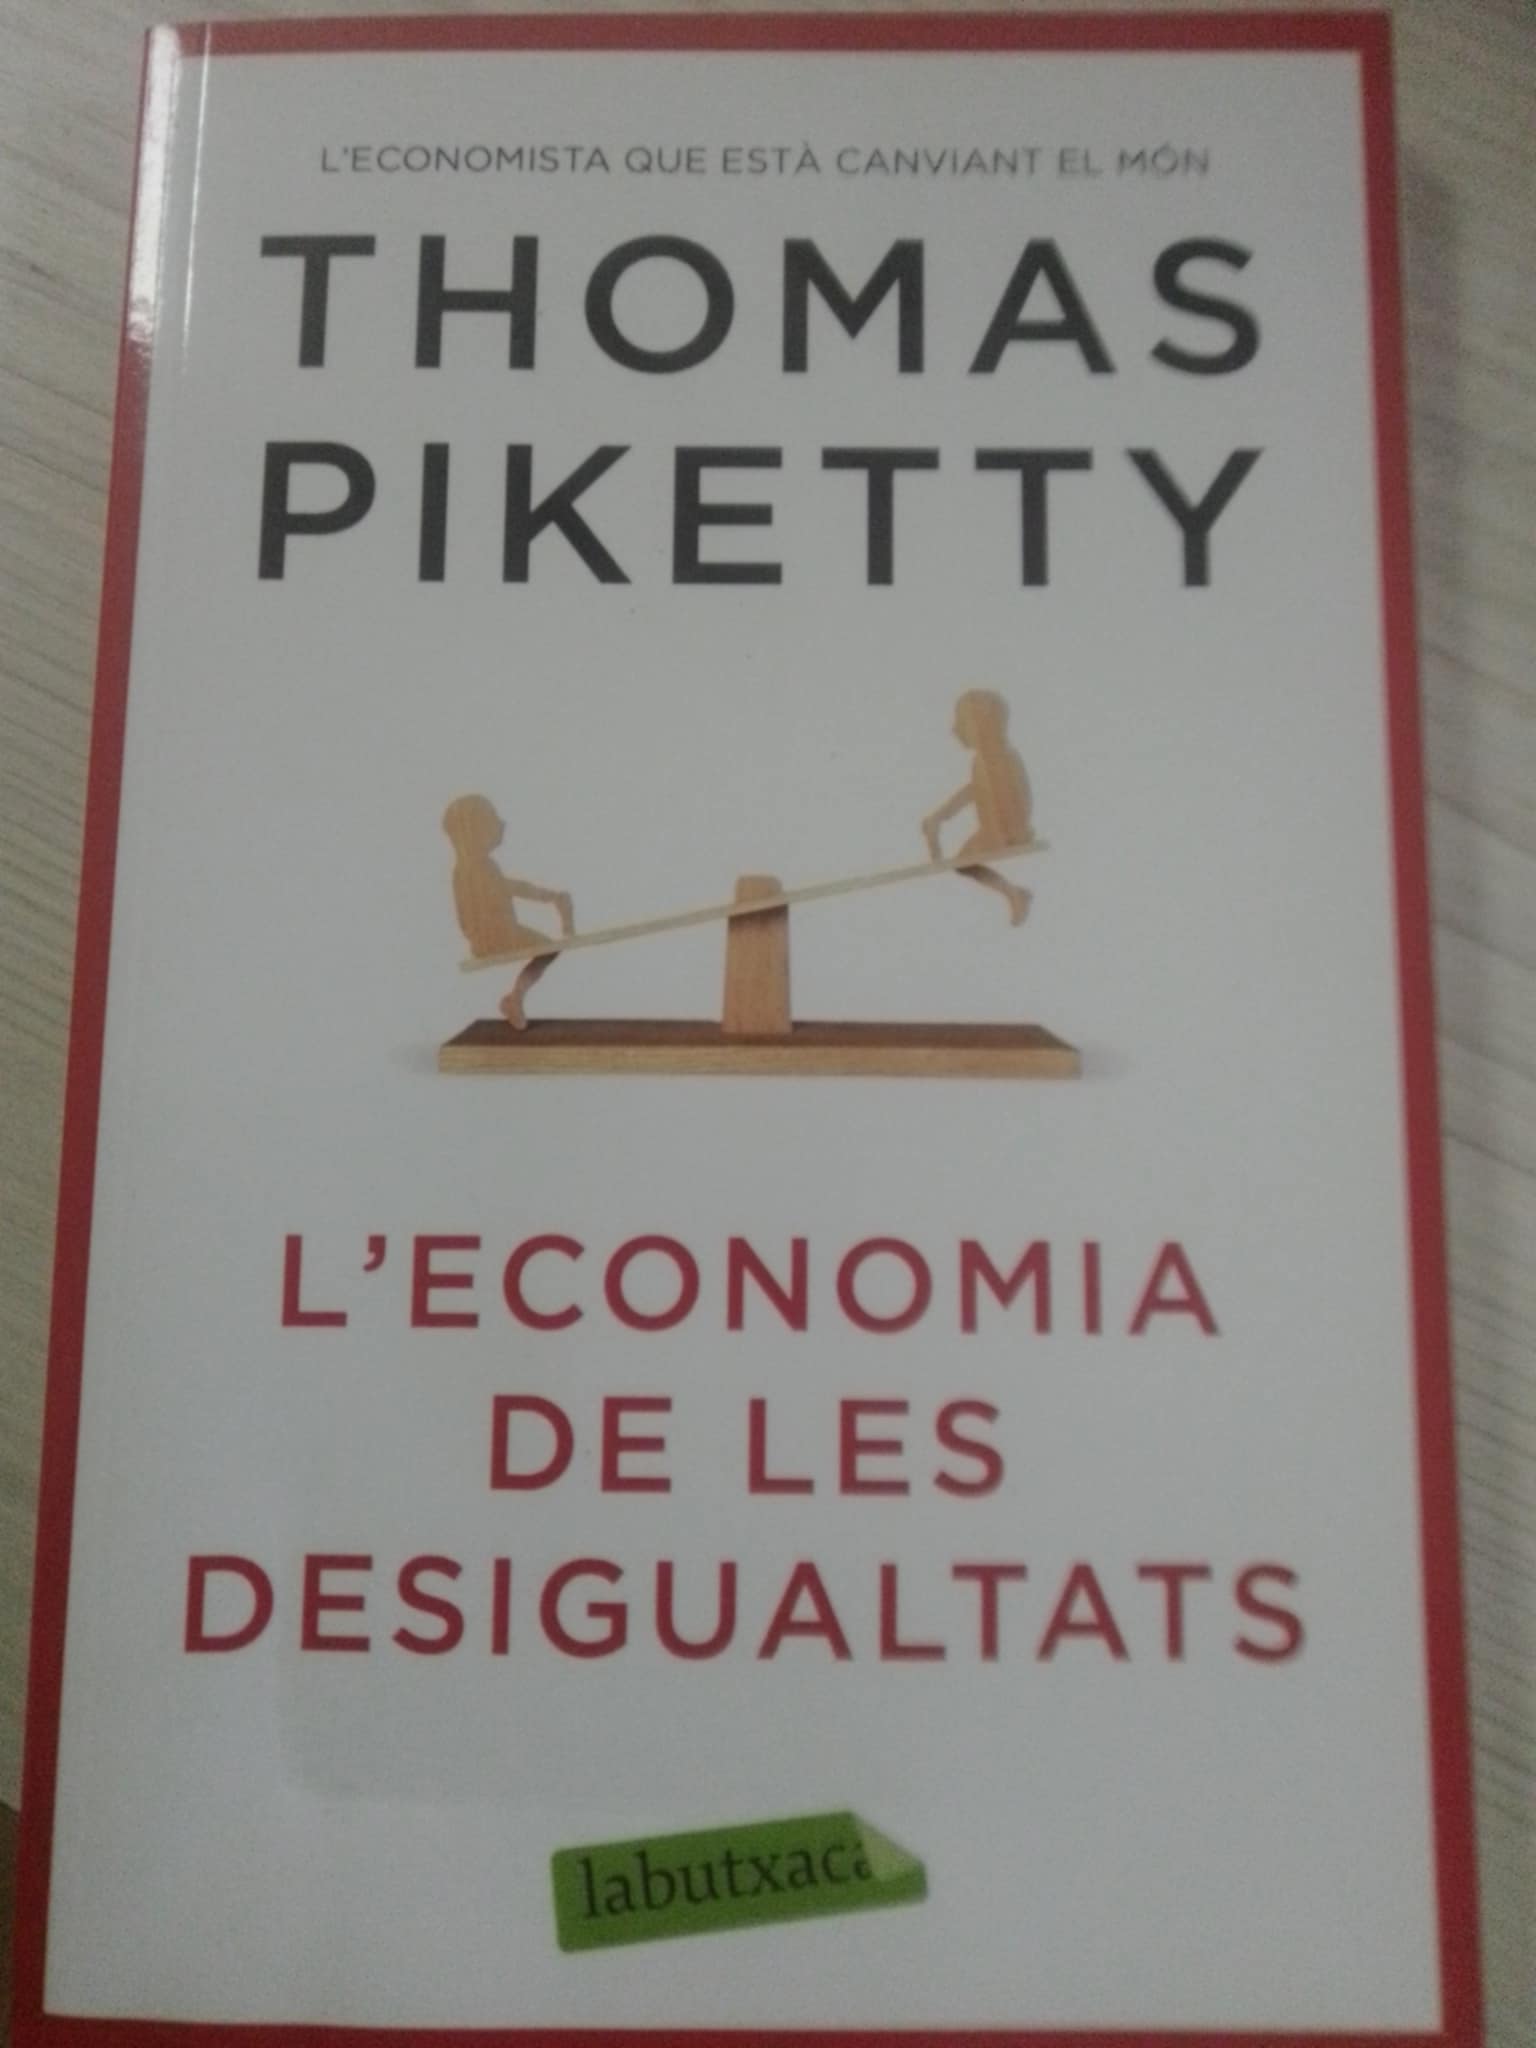 L'ECONOMISTA QUE ESTÀ CANVIANT EL MÓN
THOMAS
PIKETTY
L'ECONOMIA
DE LES
DESIGUALTATS
labutxaca